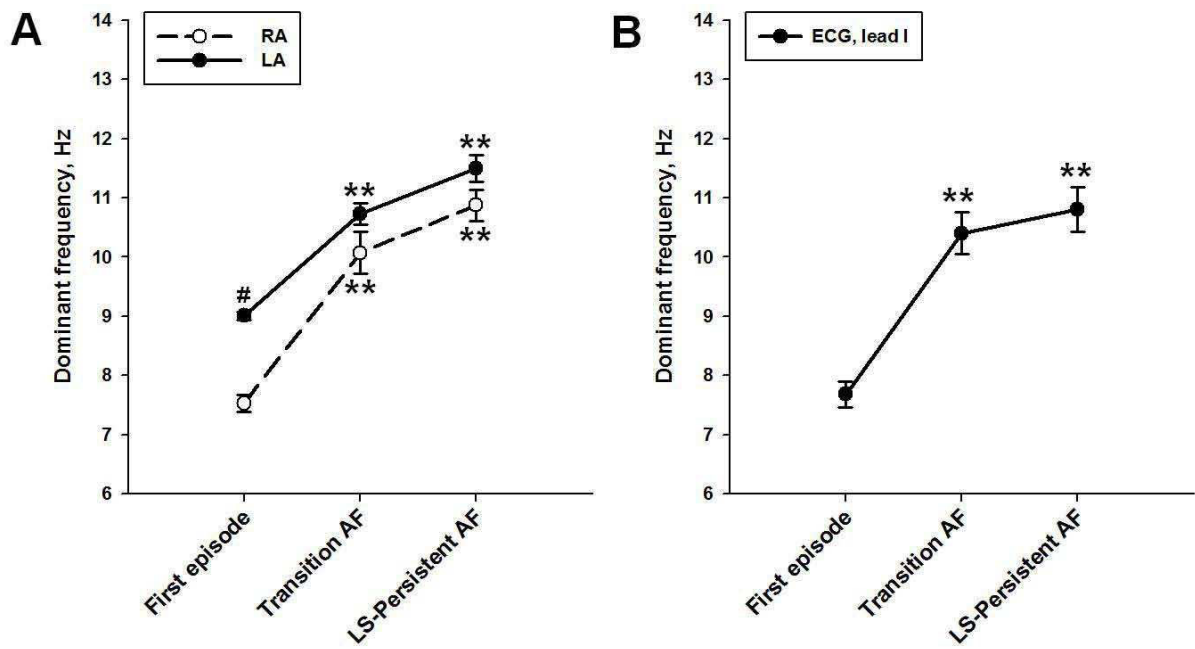 A
RA
LA
Dominant frequency, Hz
14
13
12
11
10
9
8
7
6
**
**
#
**
**
First episode
Transition AF
LS-Persistent AF
B
ECG, lead I
Dominant frequency, Hz
14
13
12
11
10
9
8
7
6
**
**
First episode
Transition AF
LS-Persistent AF